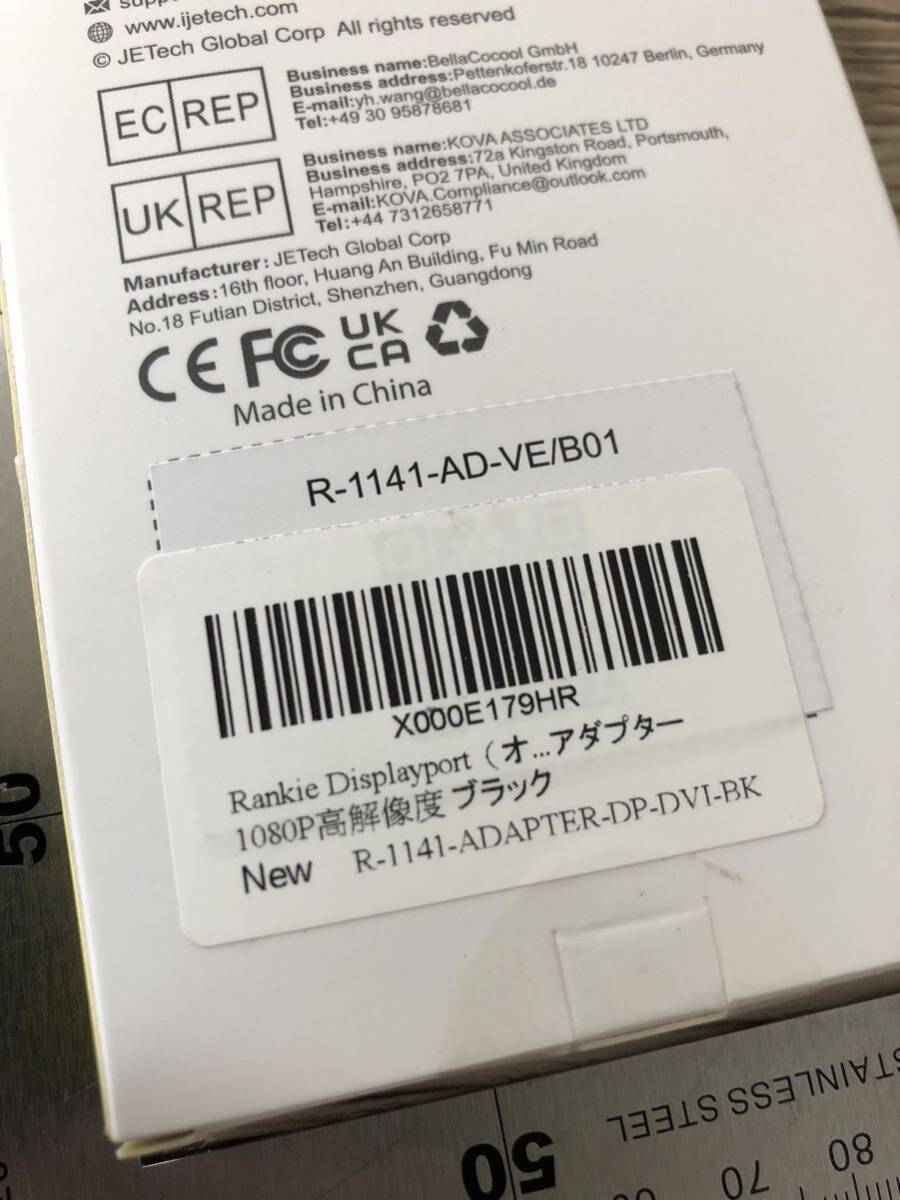 www.ijetech.com
© JETech Global Corp All rights reserved
EC REP
Business name:BellaCocool GmbH
Business address:Pettenkoferstr.18 10247 Berlin, Germany
E-mail:yh.wang@bellacocool.de
Tel:+49 30 95878681
UK REP
Business name:KOVA ASSOCIATES LTD
Business address:72a Kingston Road, Portsmouth,
Hampshire, PO2 7PA, United Kingdom
E-mail:KOVA.Compliance@outlook.com
Tel:+44 7312658771
Manufacturer: JETech Global Corp
Address:16th floor, Huang An Building, Fu Min Road
No.18 Futian District, Shenzhen, Guangdong
CE FC UK
CA
Made in China
R-1141-AD-VE/B01
X000E179HR
Rankie Displayport（オ...アダプター
1080P高解像度 ブラック
New R-1141-ADAPTER-DP-DVI-BK
50
STAINLESS STEEL
50 70 80